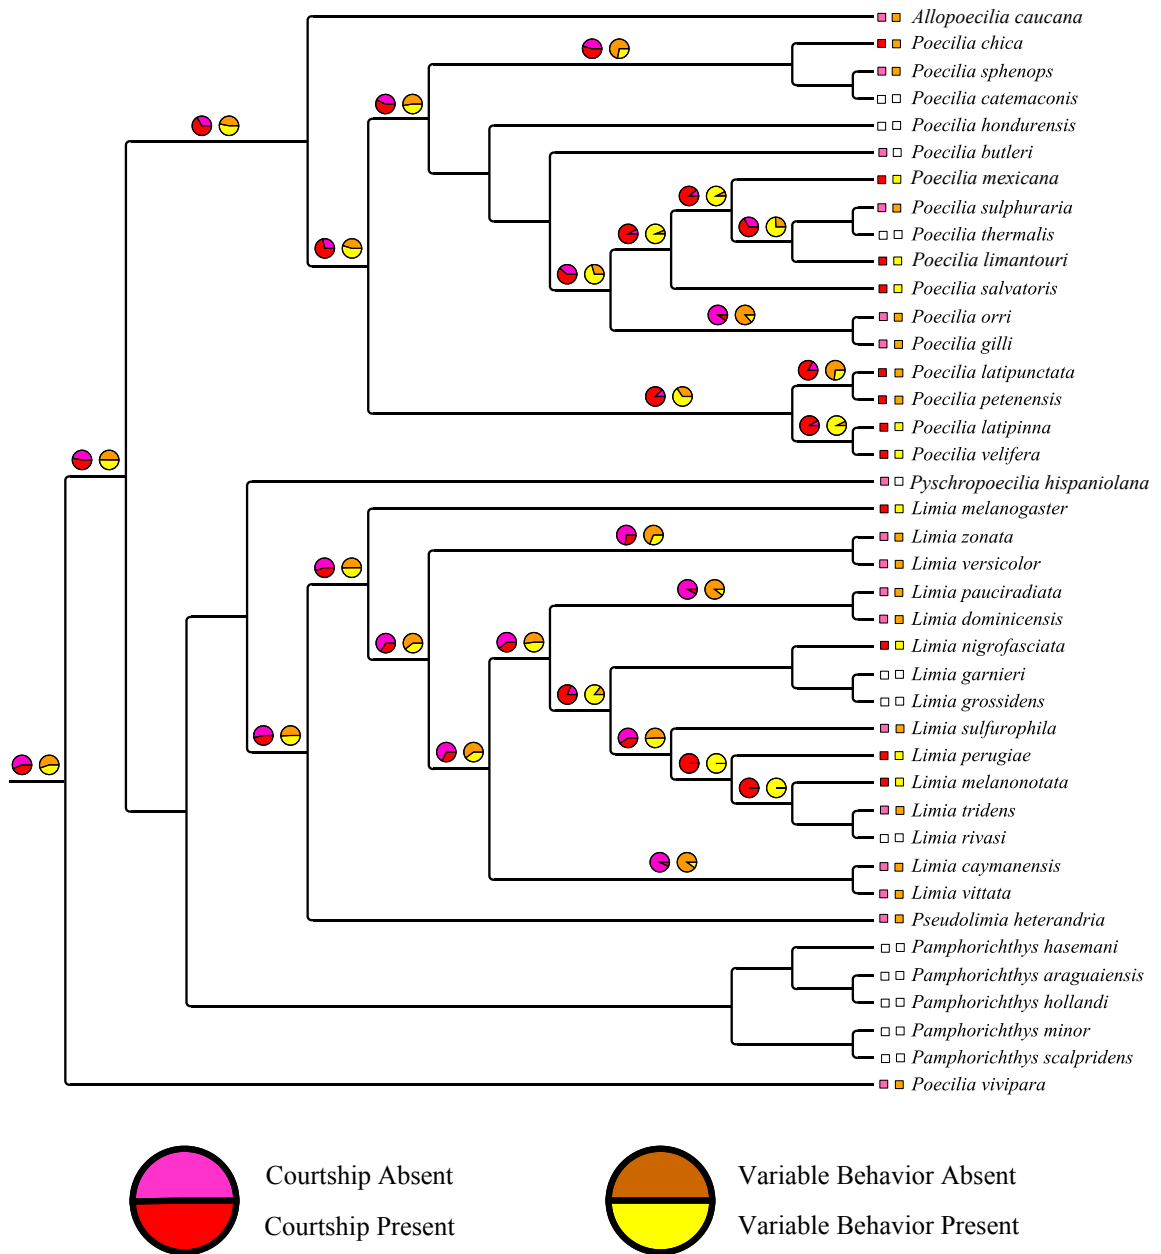 Allopoecilia caucana
Poecilia chica
Poecilia sphenops
Poecilia catemaconis
Poecilia hondurensis
Poecilia butleri
Poecilia mexicana
Poecilia sulphuraria
Poecilia thermalis
Poecilia limantouri
Poecilia salvatoris
Poecilia orri
Poecilia gilli
Poecilia latipunctata
Poecilia petenensis
Poecilia latipinna
Poecilia velifera
Pyschropoecilia hispaniolana
Limia melanogaster
Limia zonata
Limia versicolor
Limia pauciradiata
Limia dominicensis
Limia nigrofasciata
Limia garnieri
Limia grossidens
Limia sulfurophila
Limia perugiae
Limia melanonotata
Limia tridens
Limia rivasi
Limia caymanensis
Limia vittata
Pseudolimia heterandria
Pamphorichthys hasemani
Pamphorichthys araguaiensis
Pamphorichthys hollandi
Pamphorichthys minor
Pamphorichthys scalpridens
Poecilia vivipara
Courtship Absent
Courtship Present
Variable Behavior Absent
Variable Behavior Present